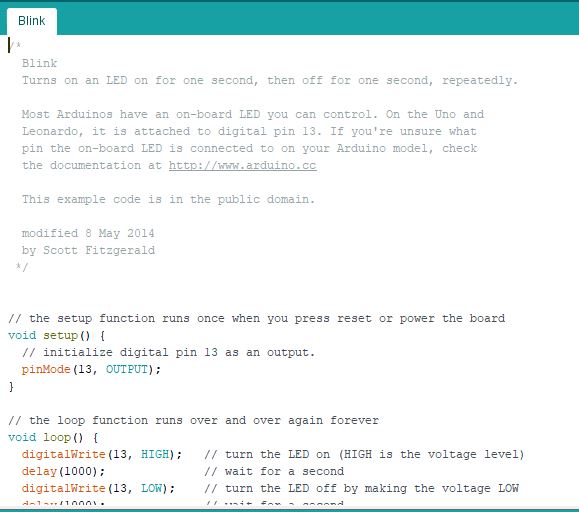 Blink
/*
  Blink
  Turns on an LED on for one second, then off for one second, repeatedly.

  Most Arduinos have an on-board LED you can control. On the Uno and
  Leonardo, it is attached to digital pin 13. If you're unsure what
  pin the on-board LED is connected to on your Arduino model, check
  the documentation at http://www.arduino.cc

  This example code is in the public domain.

  modified 8 May 2014
  by Scott Fitzgerald
 */

// the setup function runs once when you press reset or power the board
void setup() {
  // initialize digital pin 13 as an output.
  pinMode(13, OUTPUT);
}

// the loop function runs over and over again forever
void loop() {
  digitalWrite(13, HIGH);   // turn the LED on (HIGH is the voltage level)
  delay(1000);              // wait for a second
  digitalWrite(13, LOW);    // turn the LED off by making the voltage LOW
  delay(1000);              // wait for a second